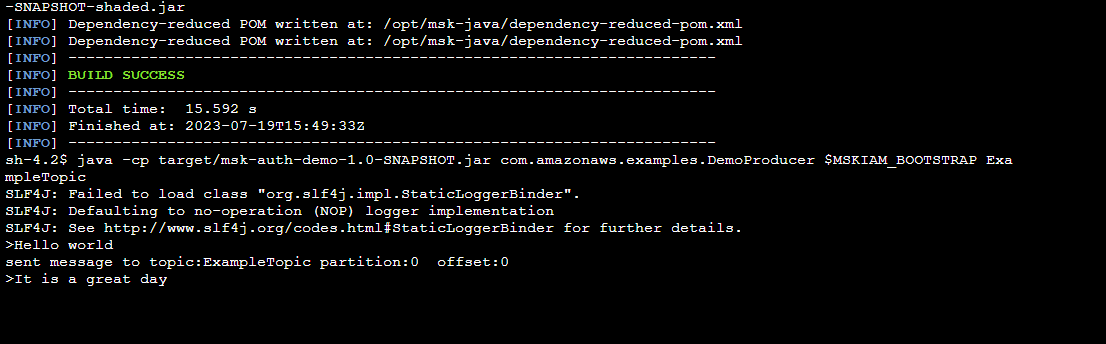 -SNAPSHOT-shaded.jar
[INFO] Dependency-reduced POM written at: /opt/msk-java/dependency-reduced-pom.xml
[INFO] Dependency-reduced POM written at: /opt/msk-java/dependency-reduced-pom.xml
[INFO] ------------------------------------------------------------------------
[INFO] BUILD SUCCESS
[INFO] ------------------------------------------------------------------------
[INFO] Total time:  15.592 s
[INFO] Finished at: 2023-07-19T15:49:33Z
[INFO] ------------------------------------------------------------------------
sh-4.2$ java -cp target/msk-auth-demo-1.0-SNAPSHOT.jar com.amazonaws.examples.DemoProducer $MSKIAM_BOOTSTRAP Exa
mpleTopic
SLF4J: Failed to load class "org.slf4j.impl.StaticLoggerBinder".
SLF4J: Defaulting to no-operation (NOP) logger implementation
SLF4J: See http://www.slf4j.org/codes.html#StaticLoggerBinder for further details.
>Hello world
sent message to topic:ExampleTopic partition:0  offset:0
>It is a great day